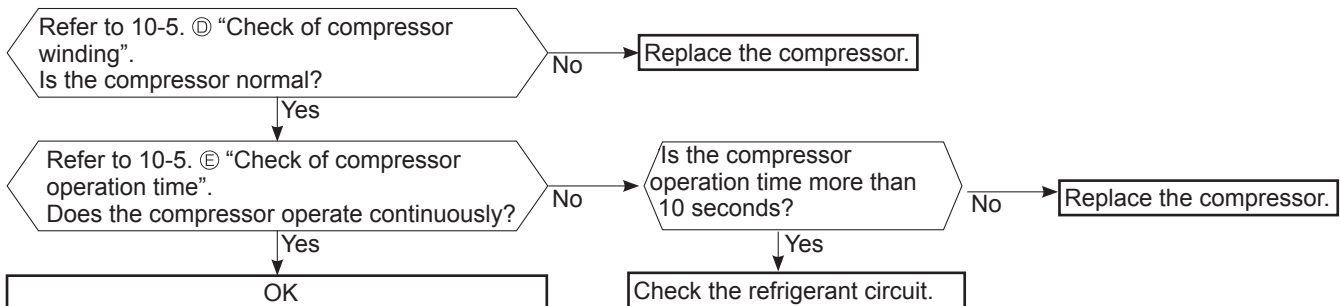 Refer to 10-5. Ⓓ “Check of compressor
winding”.
Is the compressor normal?
No
Replace the compressor.
Yes
Refer to 10-5. Ⓔ “Check of compressor
operation time”.
Does the compressor operate continuously?
No
Is the compressor
operation time more than
10 seconds?
No
Replace the compressor.
Yes
Yes
OK
Check the refrigerant circuit.